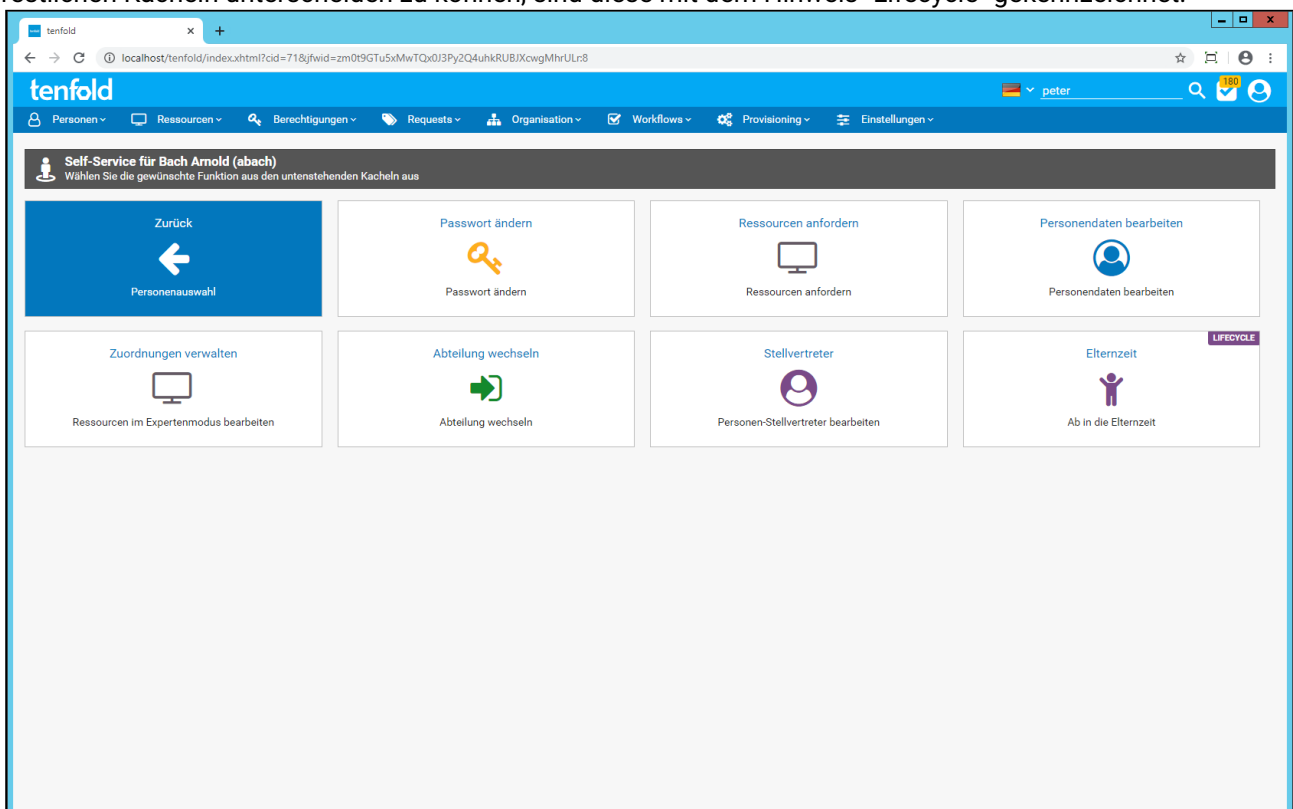 restlichen Kacheln unterscheiden zu können, sind diese mit dem Hinweis "Lifecycle" gekennzeichnet.
tenfold
localhost/tenfold/index.xhtml?cid=71&jfwid=zm0t9GTu5xMwTQx0J3Py2Q4uhkRUBJXcwgMhrULr:8
tenfold
peter
180
Personen
Ressourcen
Berechtigungen
Requests
Organisation
Workflows
Provisioning
Einstellungen
Self-Service für Bach Arnold (abach)
Wählen Sie die gewünschte Funktion aus den untenstehenden Kacheln aus
Zurück
Personenauswahl
Passwort ändern
Passwort ändern
Ressourcen anfordern
Ressourcen anfordern
Personendaten bearbeiten
Personendaten bearbeiten
Zuordnungen verwalten
Ressourcen im Expertenmodus bearbeiten
Abteilung wechseln
Abteilung wechseln
Stellvertreter
Personen-Stellvertreter bearbeiten
LIFECYCLE
Elternzeit
Ab in die Elternzeit